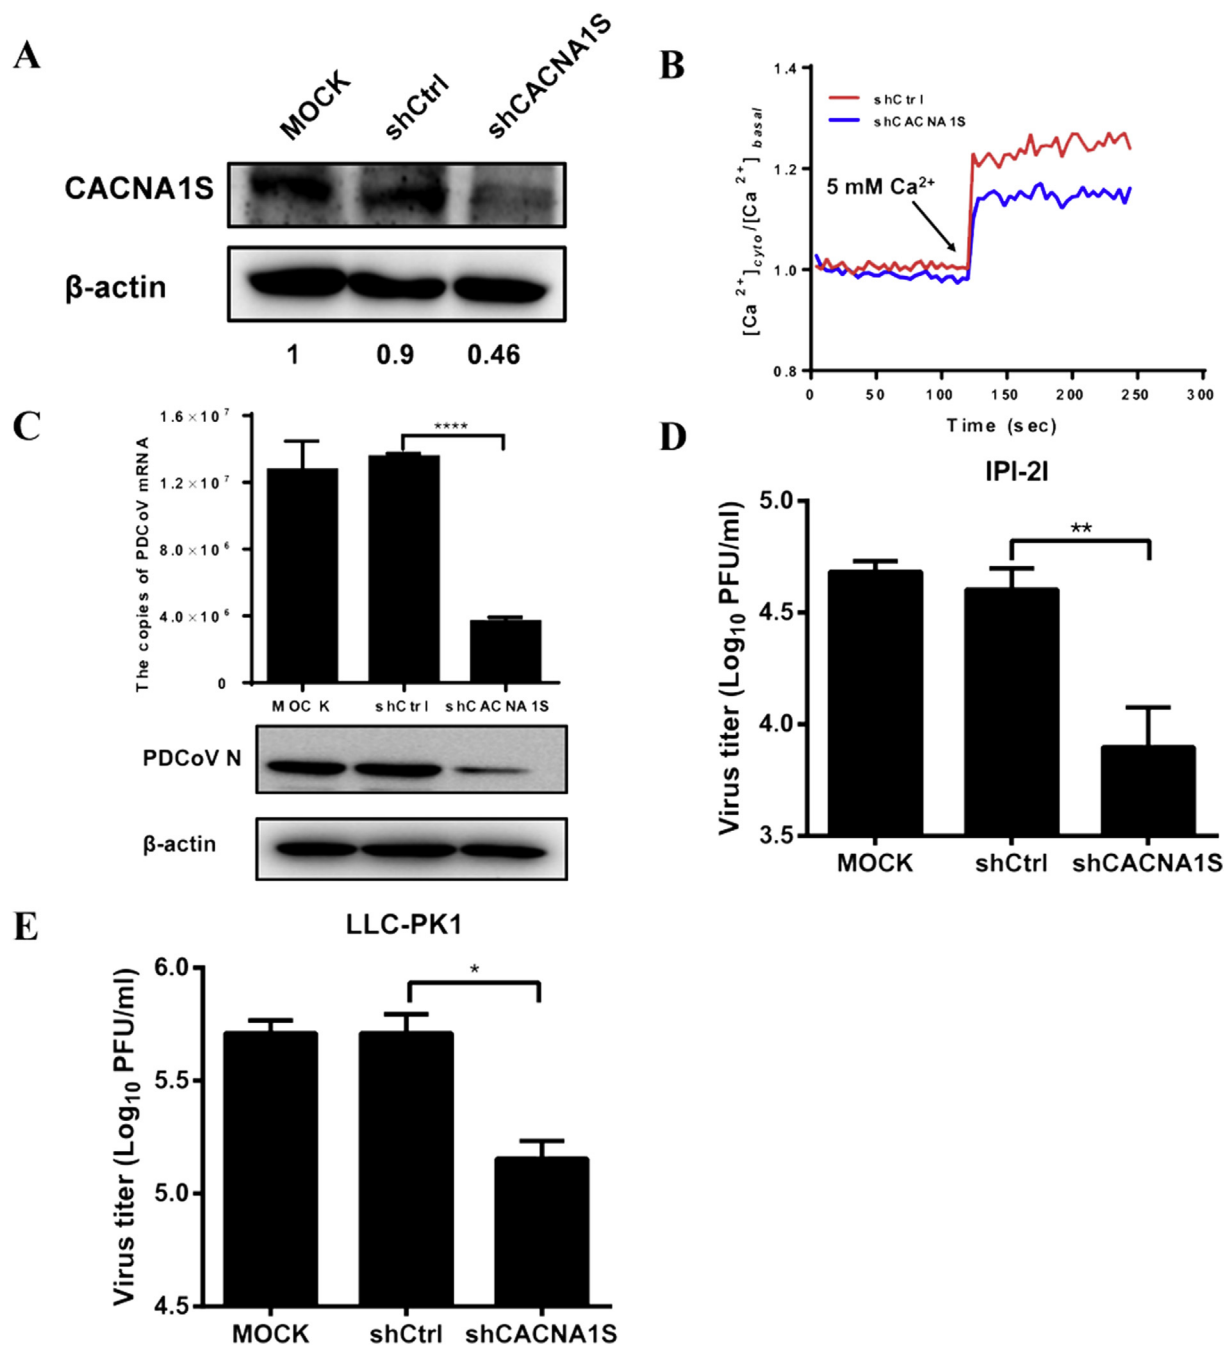 A
MOCK
shCtrl
shCACNA1S
CACNA1S
β-actin
1 0.9 0.46
B
1.4
1.2
1.0
0.8
[Ca 2+]cyto/[Ca 2+] basal
shCtrl
shCACNA1S
5 mM Ca2+
0 50 100 150 200 250 300
Time (sec)
C
1.6×10 7
1.2×10 7
8.0×10 6
4.0×10 6
0
The copies of PDCoV mRNA
****
MOCK shCtrl shCACNA1S
PDCoV N
β-actin
D
IPI-2I
5.0
4.5
4.0
3.5
Virus titer (Log10 PFU/ml)
**
MOCK shCtrl shCACNA1S
E
LLC-PK1
6.0
5.5
5.0
4.5
Virus titer (Log10 PFU/ml)
*
MOCK shCtrl shCACNA1S